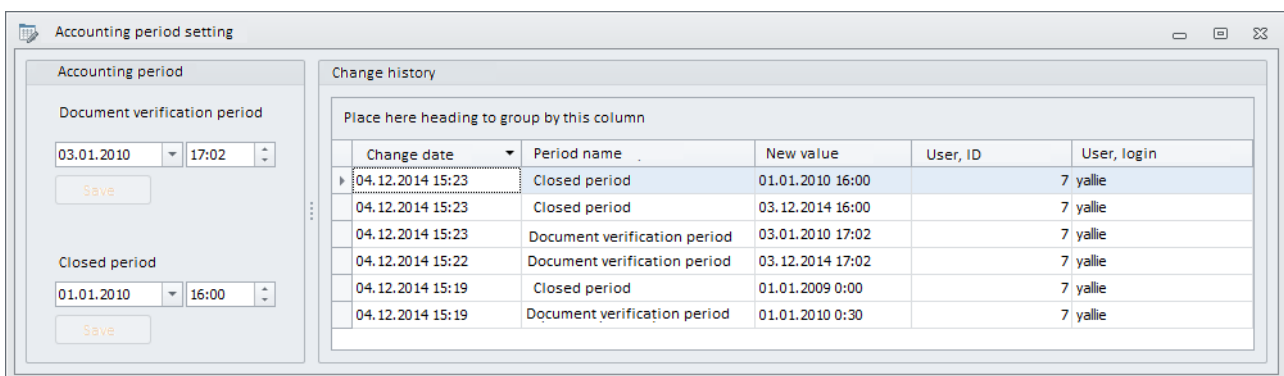 Accounting period setting
Accounting period
Document verification period
03.01.2010 17:02
Save
Closed period
01.01.2010 16:00
Save
Change history
Place here heading to group by this column
Change date Period name New value User, ID User, login
04.12.2014 15:23 Closed period 01.01.2010 16:00 7 yallie
04.12.2014 15:23 Closed period 03.12.2014 16:00 7 yallie
04.12.2014 15:23 Document verification period 03.01.2010 17:02 7 yallie
04.12.2014 15:22 Document verification period 03.12.2014 17:02 7 yallie
04.12.2014 15:19 Closed period 01.01.2009 0:00 7 yallie
04.12.2014 15:19 Document verification period 01.01.2010 0:30 7 yallie